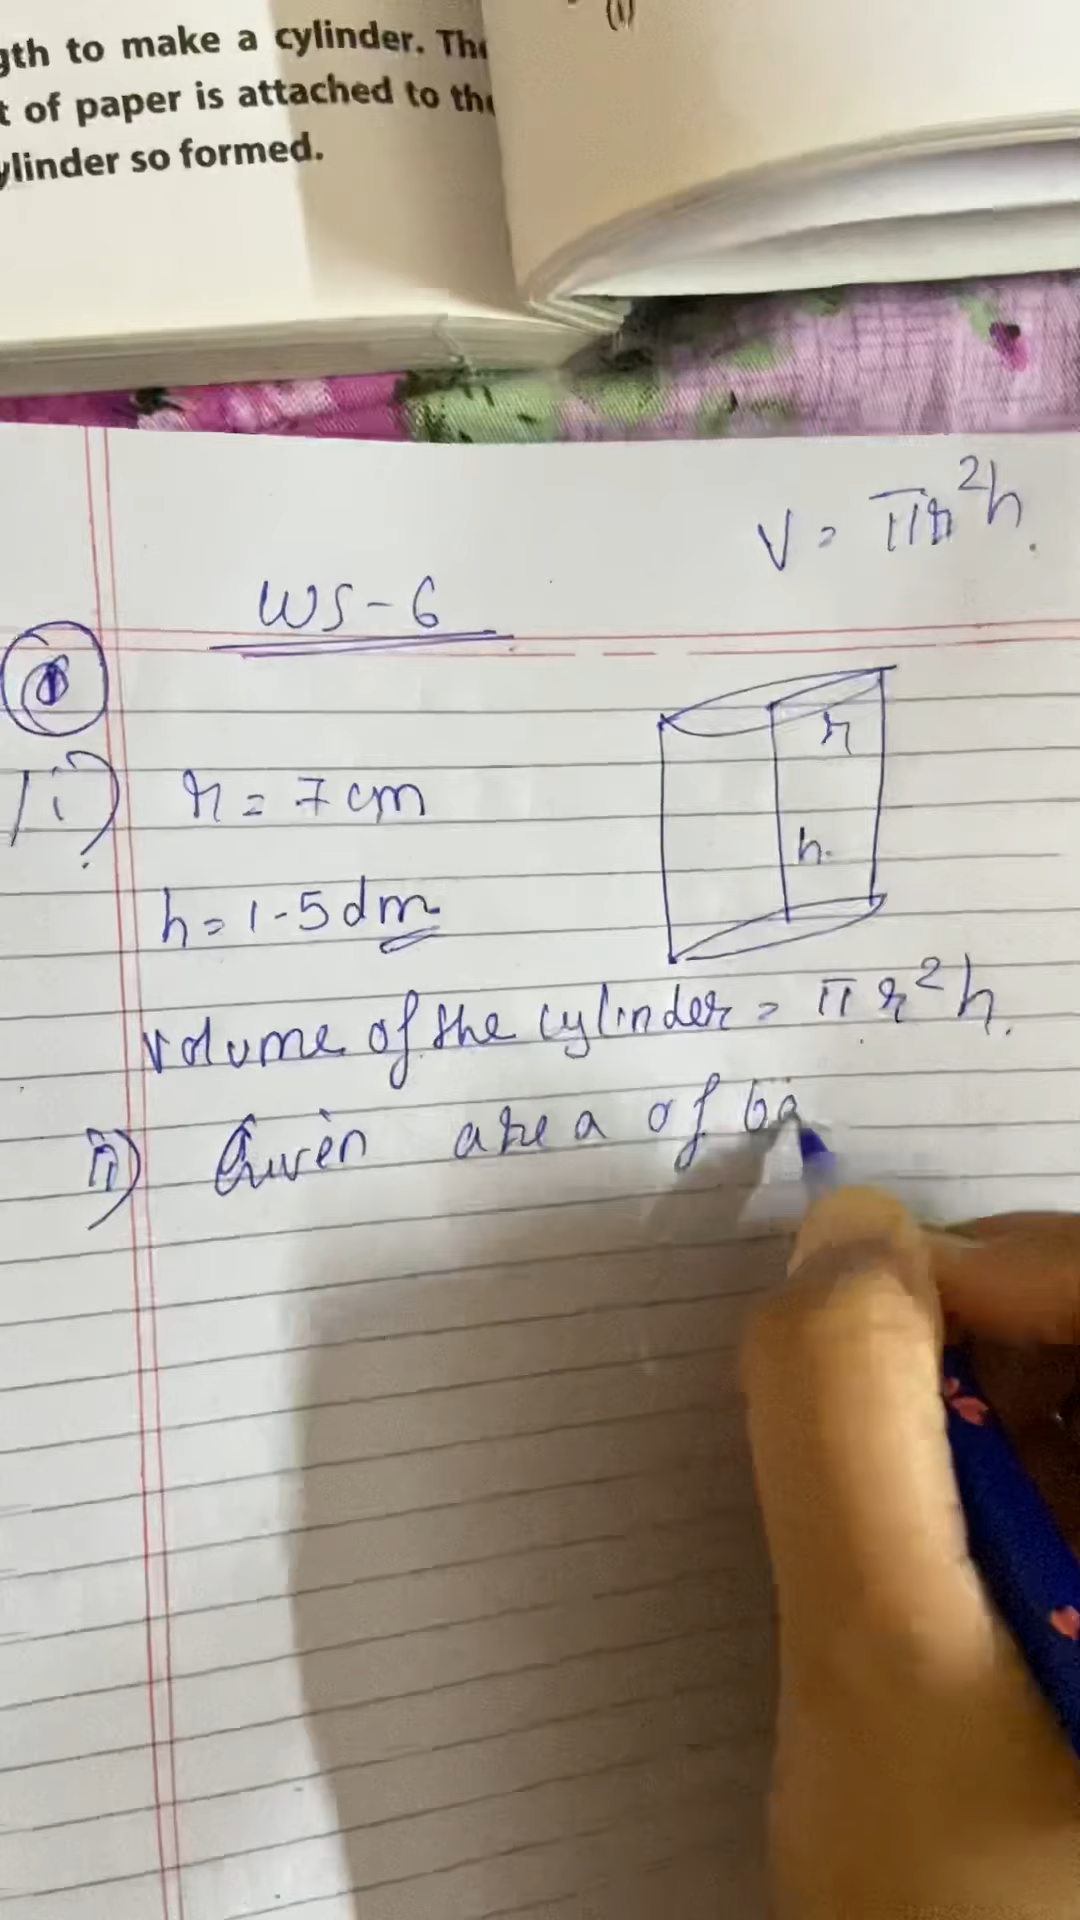 (i)
gth to make a cylinder. The
t of paper is attached to the
ylinder so formed.
V = πr²h.
WS-6
i) r = 7 cm
r
h = 1.5 dm
h.
Volume of the cylinder = πr²h.
ii) Given area of ba